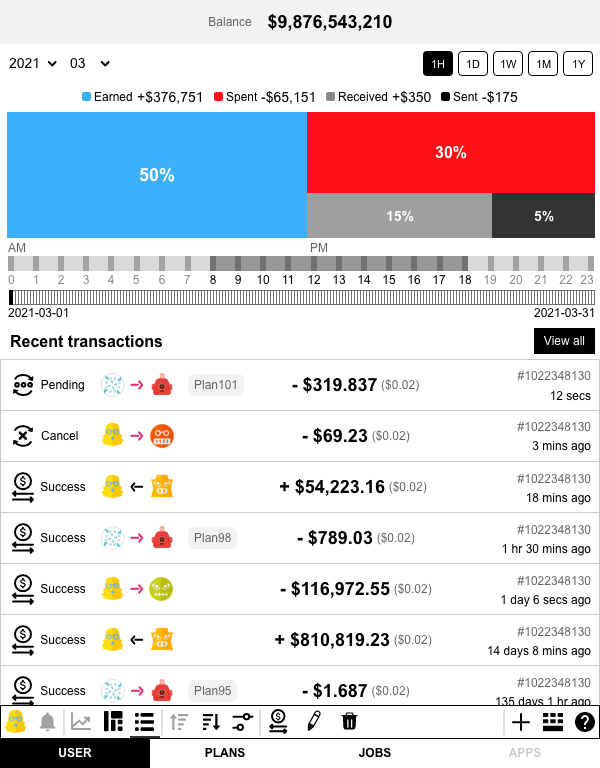 Balance $9,876,543,210
2021 03 1H 1D 1W 1M 1Y
Earned +$376,751 Spent -$65,151 Received +$350 Sent -$175
50% 30%
15% 5%
AM PM
0 1 2 3 4 5 6 7 8 9 10 11 12 13 14 15 16 17 18 19 20 21 22 23
2021-03-01 2021-03-31
Recent transactions View all
Pending Plan101 - $319.837 ($0.02) #1022348130
12 secs
Cancel - $69.23 ($0.02) #1022348130
3 mins ago
Success + $54,223.16 ($0.02) #1022348130
18 mins ago
Success Plan98 - $789.03 ($0.02) #1022348130
1 hr 30 mins ago
Success - $116,972.55 ($0.02) #1022348130
1 day 6 secs ago
Success + $810,819.23 ($0.02) #1022348130
14 days 8 mins ago
Success Plan95 - $1.687 ($0.02) #1022348130
135 days 1 hr ago
USER PLANS JOBS APPS